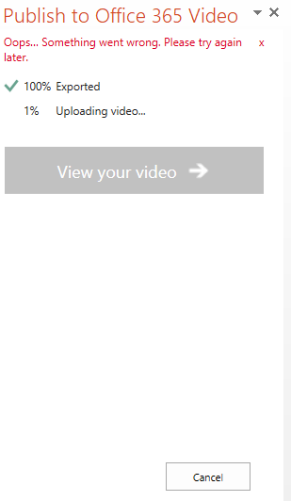 Publish to Office 365 Video
Oops... Something went wrong. Please try again x
later.
100% Exported
1% Uploading video...
View your video
Cancel